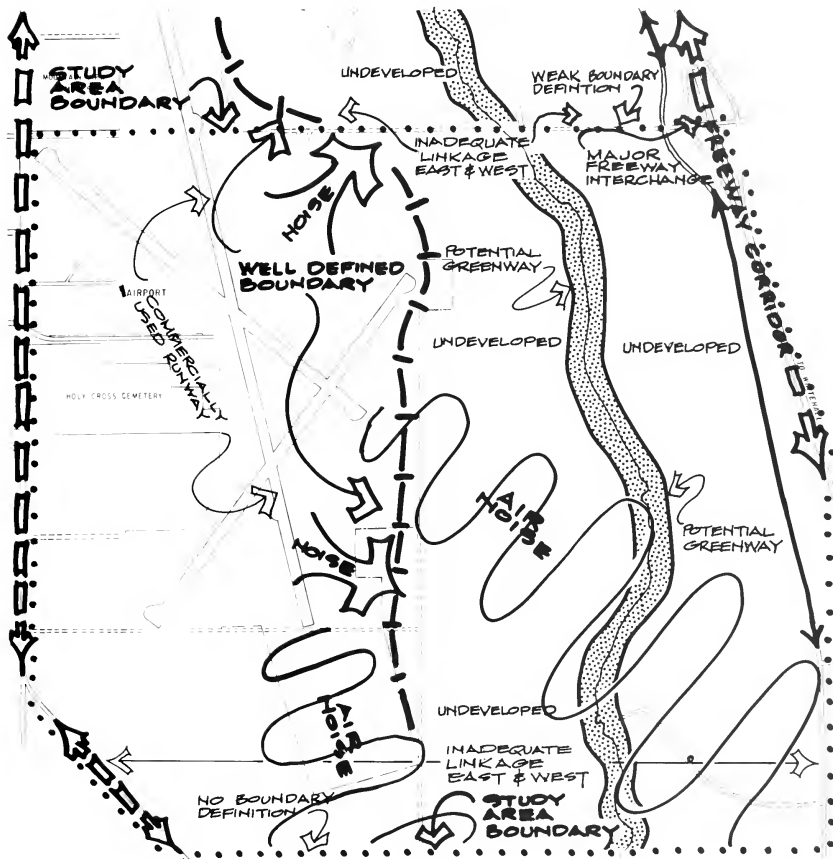 STUDY
AREA
BOUNDARY
UNDEVELOPED
WEAK BOUNDARY
DEFINTION
INADEQUATE
LINKAGE
EAST & WEST
MAJOR
FREEWAY
INTERCHANGE
FREEWAY CORRIDOR
NOISE
WELL DEFINED
BOUNDARY
POTENTIAL
GREENWAY
AIRPORT
COMMERCIALLY
USED RUNWAY
UNDEVELOPED
UNDEVELOPED
HOLY CROSS CEMETERY
AIR
NOISE
NOISE
POTENTIAL
GREENWAY
AIR
NOISE
UNDEVELOPED
INADEQUATE
LINKAGE
EAST & WEST
NO BOUNDARY
DEFINITION
STUDY
AREA
BOUNDARY